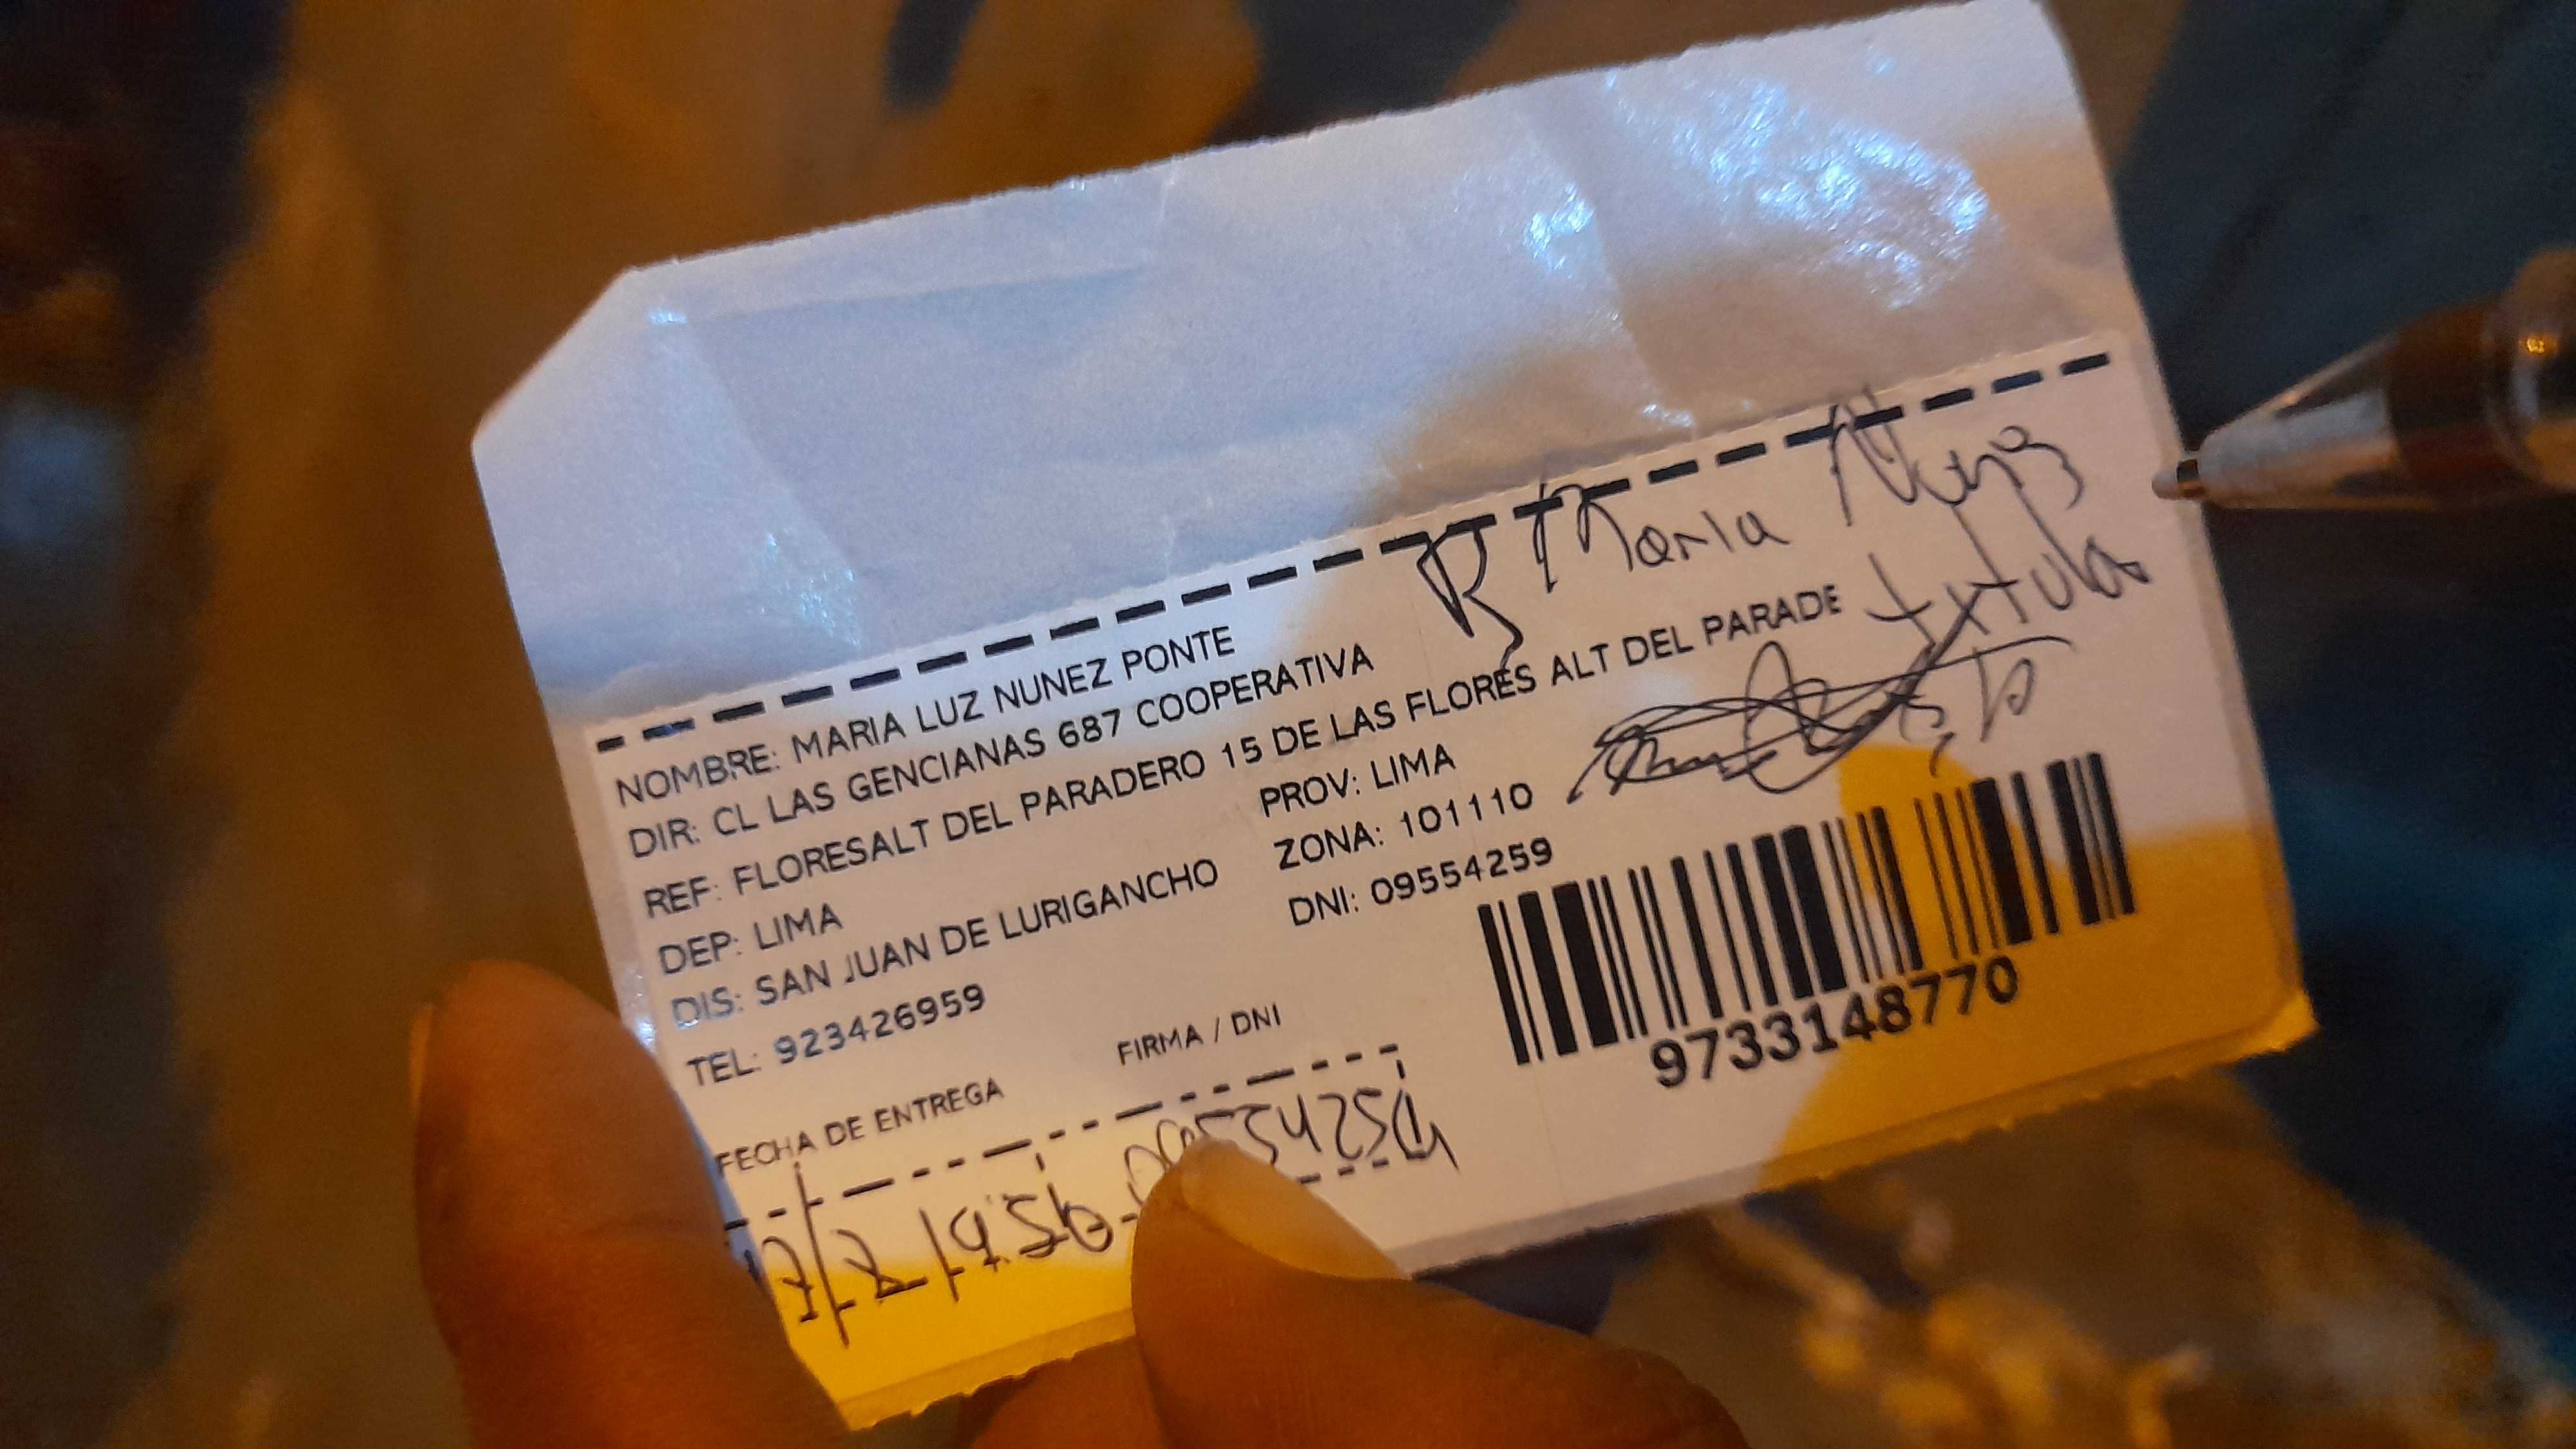 NOMBRE: MARIA LUZ NUNEZ PONTE
DIR: CL LAS GENCIANAS 687 COOPERATIVA
REF: FLORESALT DEL PARADERO 15 DE LAS FLORES ALT DEL PARADE
DEP: LIMA
PROV: LIMA
DIS: SAN JUAN DE LURIGANCHO
ZONA: 101110
TEL: 923426959
DNI: 09554259
FECHA DE ENTREGA
FIRMA / DNI
9733148770
Maria